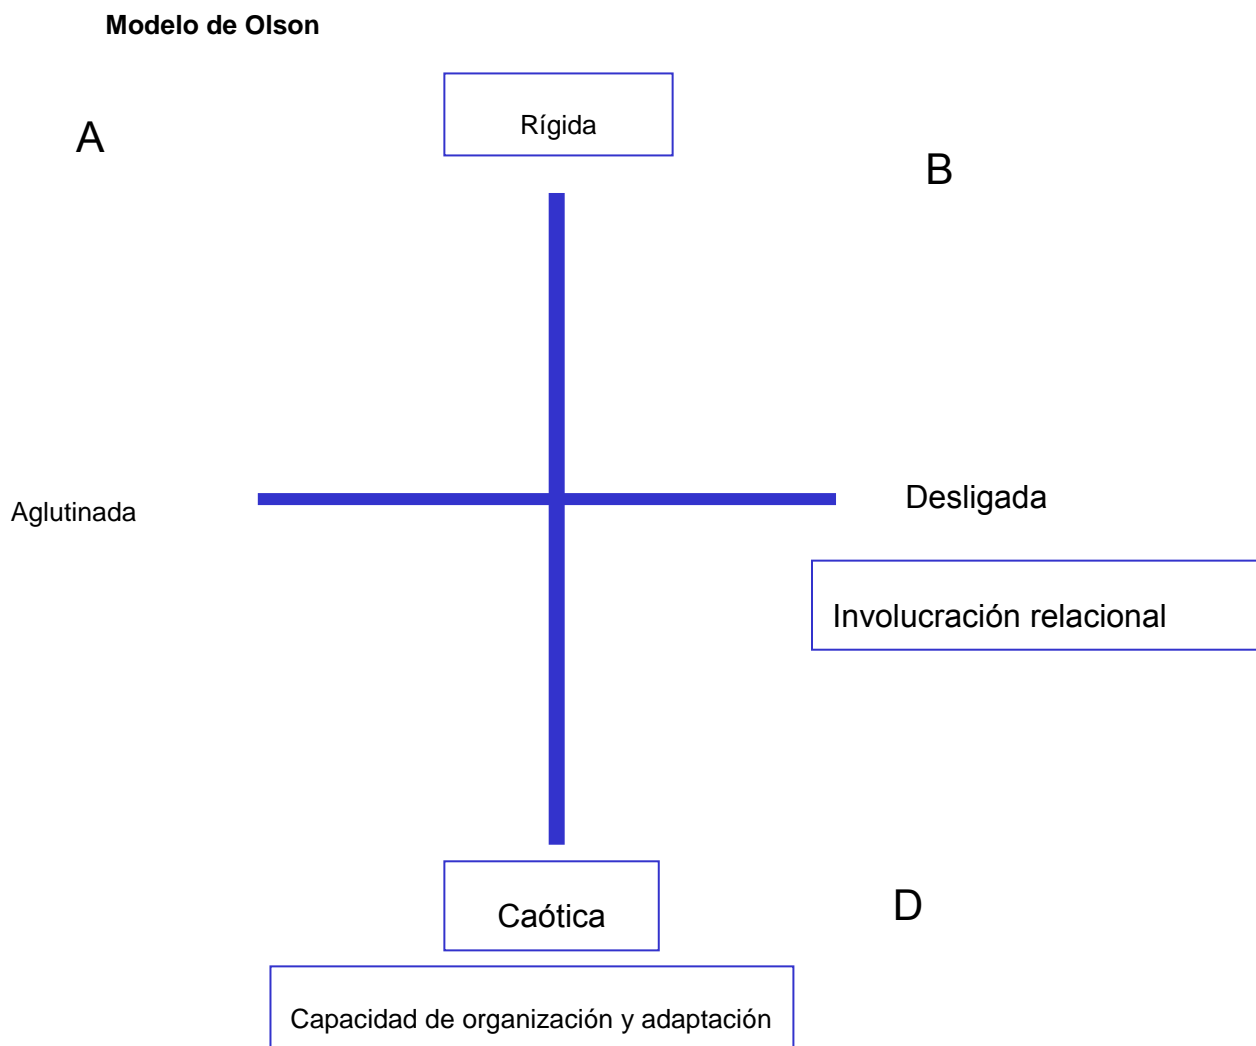 Modelo de Olson
Rígida
A
B
Aglutinada
Desligada
Involucración relacional
Caótica
D
Capacidad de organización y adaptación